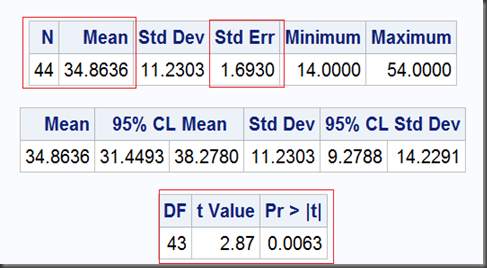 N Mean Std Dev Std Err Minimum Maximum
44 34.8636 11.2303 1.6930 14.0000 54.0000
Mean 95% CL Mean Std Dev 95% CL Std Dev
34.8636 31.4493 38.2780 11.2303 9.2788 14.2291
DF t Value Pr > |t|
43 2.87 0.0063